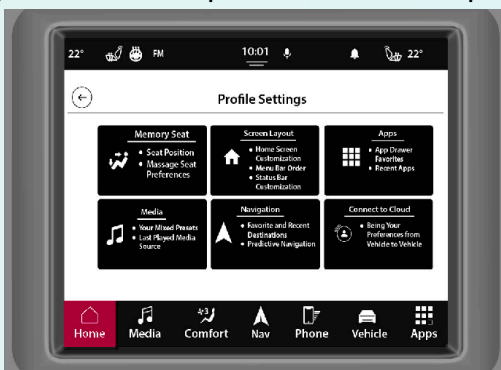 22° FM 10:01 22°
Profile Settings
Memory Seat
• Seat Position
• Massage Seat
Preferences
Screen Layout
• Home Screen
Customization
• Menu Bar Order
• Status Bar
Customization
Apps
• App Drawer
Favorites
• Recent Apps
Media
• Your Mixed Presets
• Last Played Media
Source
Navigation
• Favorite and Recent
Destinations
• Predictive Navigation
Connect to Cloud
• Being Your
Preferences from
Vehicle to Vehicle
Home Media Comfort Nav Phone Vehicle Apps